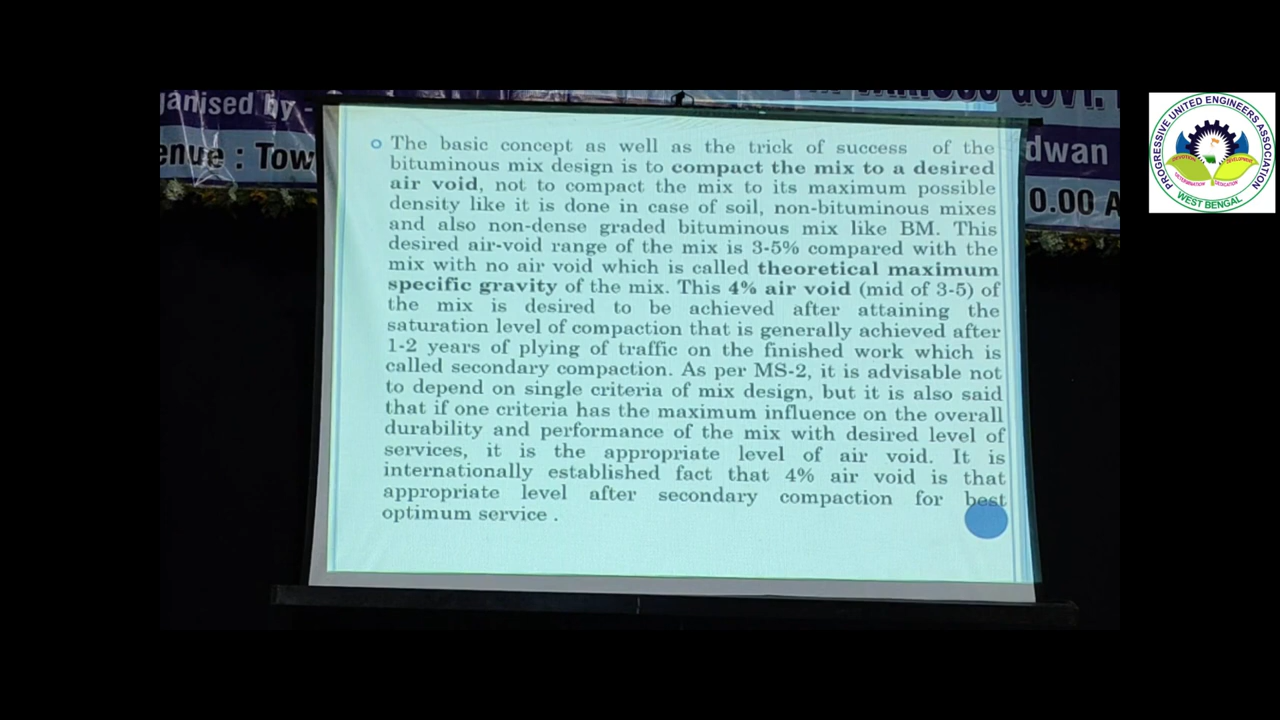 anised by -
GOVT.
enue : Tow
dwan
0.00 A
The basic concept as well as the trick of success of the
bituminous mix design is to compact the mix to a desired
air void, not to compact the mix to its maximum possible
density like it is done in case of soil, non-bituminous mixes
and also non-dense graded bituminous mix like BM. This
desired air-void range of the mix is 3-5% compared with the
mix with no air void which is called theoretical maximum
specific gravity of the mix. This 4% air void (mid of 3-5) of
the mix is desired to be achieved after attaining the
saturation level of compaction that is generally achieved after
1-2 years of plying of traffic on the finished work which is
called secondary compaction. As per MS-2, it is advisable not
to depend on single criteria of mix design, but it is also said
that if one criteria has the maximum influence on the overall
durability and performance of the mix with desired level of
services, it is the appropriate level of air void. It is
internationally established fact that 4% air void is that
appropriate level after secondary compaction for best
optimum service .
PROGRESSIVE UNITED ENGINEERS ASSOCIATION
DEVOTION
DEVELOPMENT
DETERMINATION
DEDICATION
WEST BENGAL